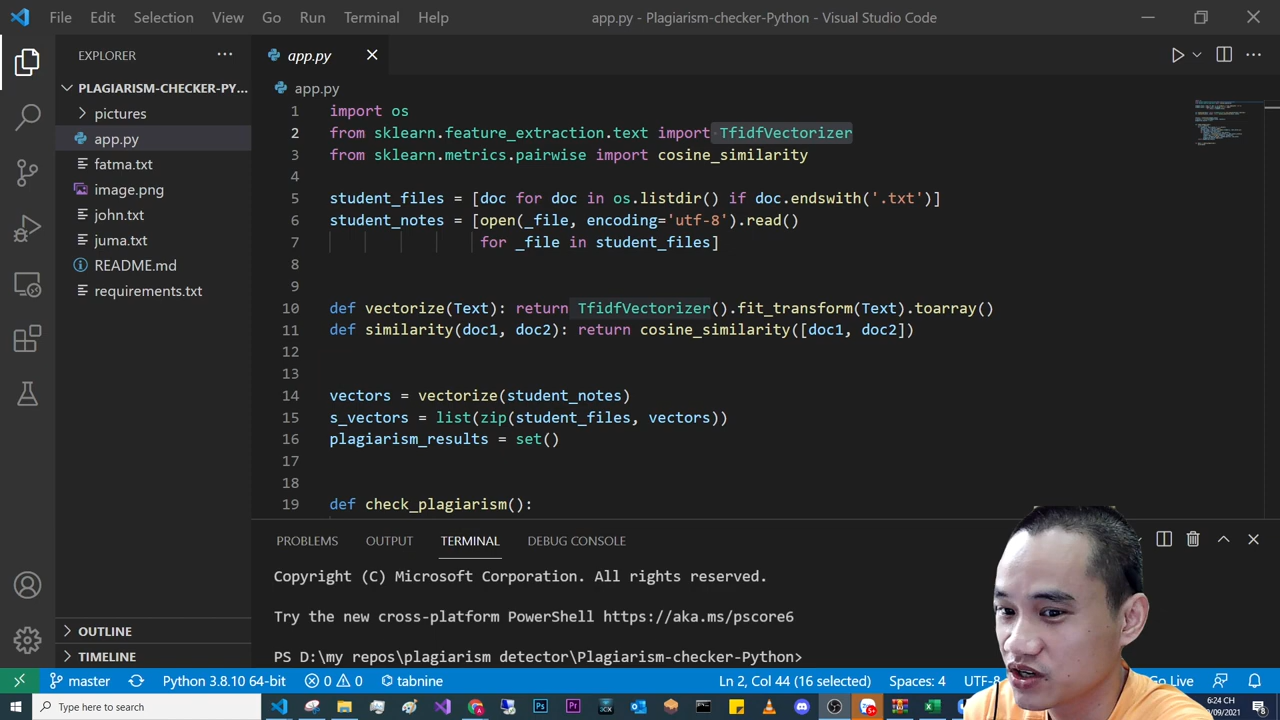 File Edit Selection View Go Run Terminal Help
app.py - Plagiarism-checker-Python - Visual Studio Code
EXPLORER
PLAGIARISM-CHECKER-PY...
pictures
app.py
fatma.txt
image.png
john.txt
juma.txt
README.md
requirements.txt
OUTLINE
TIMELINE
app.py
app.py
1 import os
2 from sklearn.feature_extraction.text import TfidfVectorizer
3 from sklearn.metrics.pairwise import cosine_similarity
4
5 student_files = [doc for doc in os.listdir() if doc.endswith('.txt')]
6 student_notes = [open(_file, encoding='utf-8').read()
7 for _file in student_files]
8
9
10 def vectorize(Text): return TfidfVectorizer().fit_transform(Text).toarray()
11 def similarity(doc1, doc2): return cosine_similarity([doc1, doc2])
12
13
14 vectors = vectorize(student_notes)
15 s_vectors = list(zip(student_files, vectors))
16 plagiarism_results = set()
17
18
19 def check_plagiarism():
PROBLEMS OUTPUT TERMINAL DEBUG CONSOLE
Copyright (C) Microsoft Corporation. All rights reserved.
Try the new cross-platform PowerShell https://aka.ms/pscore6
PS D:\my repos\plagiarism detector\Plagiarism-checker-Python>
master Python 3.8.10 64-bit 0 0 tabnine Ln 2, Col 44 (16 selected) Spaces: 4 UTF-8 Go Live
Type here to search
6:24 CH
/09/2021